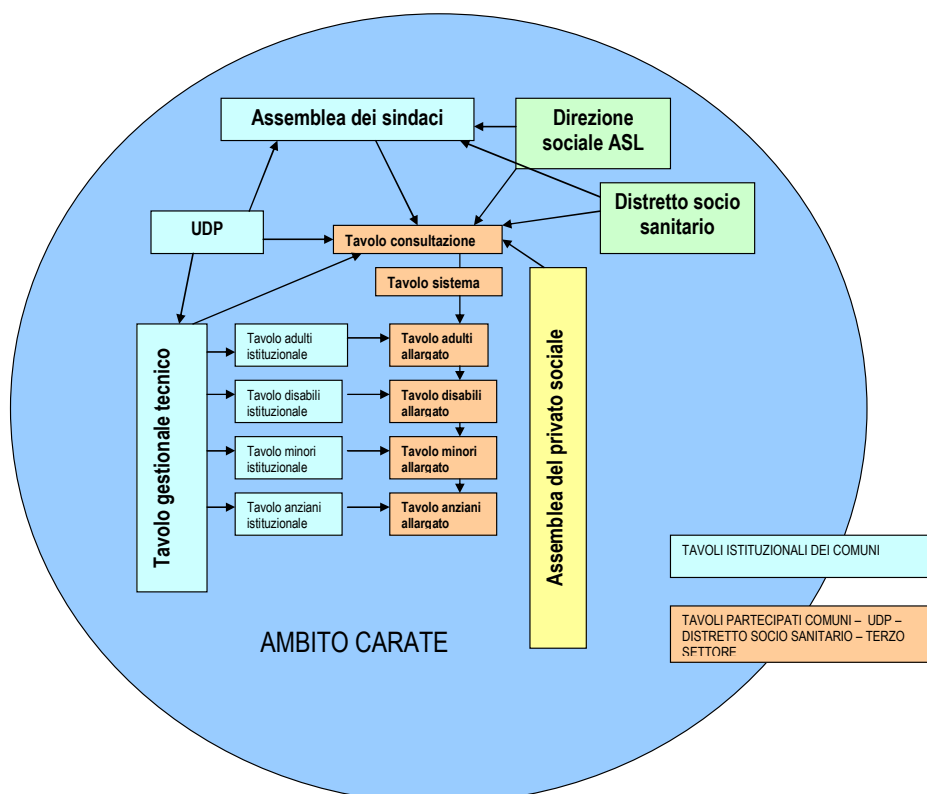 Assemblea dei sindaci
Direzione
sociale ASL
Distretto socio
sanitario
UDP
Tavolo consultazione
Tavolo sistema
Tavolo gestionale tecnico
Tavolo adulti
istituzionale
Tavolo adulti
allargato
Tavolo disabili
istituzionale
Tavolo disabili
allargato
Tavolo minori
istituzionale
Tavolo minori
allargato
Tavolo anziani
istituzionale
Tavolo anziani
allargato
Assemblea del privato sociale
TAVOLI ISTITUZIONALI DEI COMUNI
TAVOLI PARTECIPATI COMUNI – UDP –
DISTRETTO SOCIO SANITARIO – TERZO
SETTORE
AMBITO CARATE